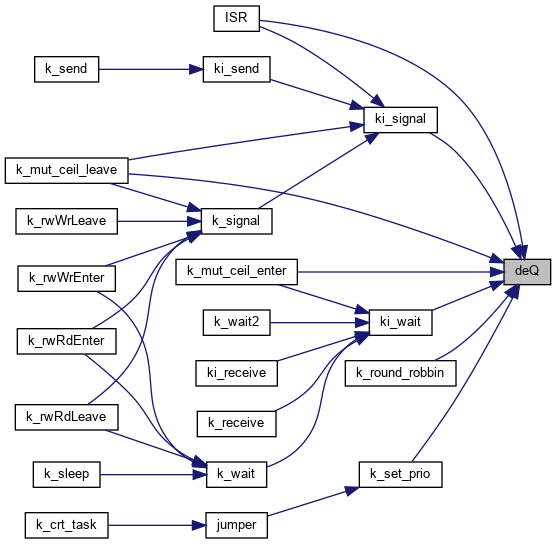 ISR
k_send
ki_send
ki_signal
k_mut_ceil_leave
k_rwWrLeave
k_signal
k_rwWrEnter
k_mut_ceil_enter
deQ
k_rwRdEnter
k_wait2
ki_wait
ki_receive
k_round_robbin
k_rwRdLeave
k_receive
k_sleep
k_wait
k_set_prio
k_crt_task
jumper